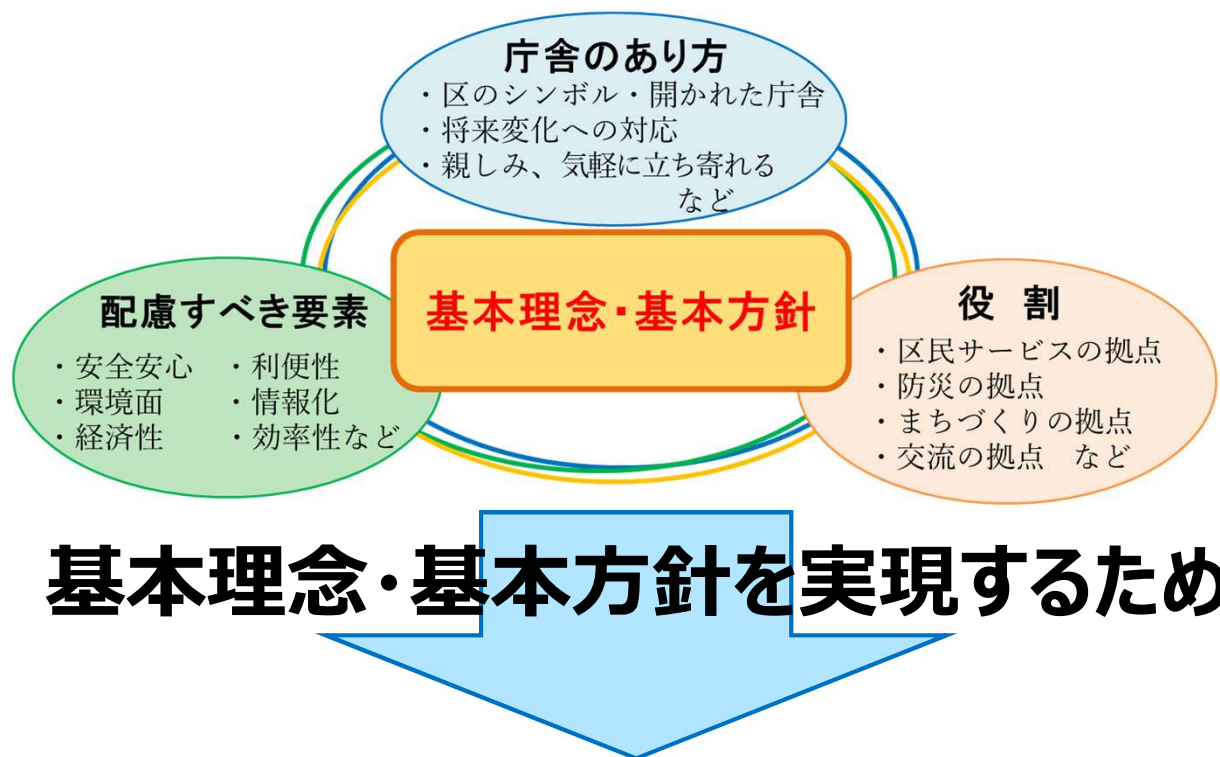 庁舎のあり方
・区のシンボル・開かれた庁舎
・将来変化への対応
・親しみ、気軽に立ち寄れる
など
基本理念・基本方針
配慮すべき要素
・安全安心 ・利便性
・環境面 ・情報化
・経済性 ・効率性など
役 割
・区民サービスの拠点
・防災の拠点
・まちづくりの拠点
・交流の拠点 など
基本理念・基本方針を実現するため